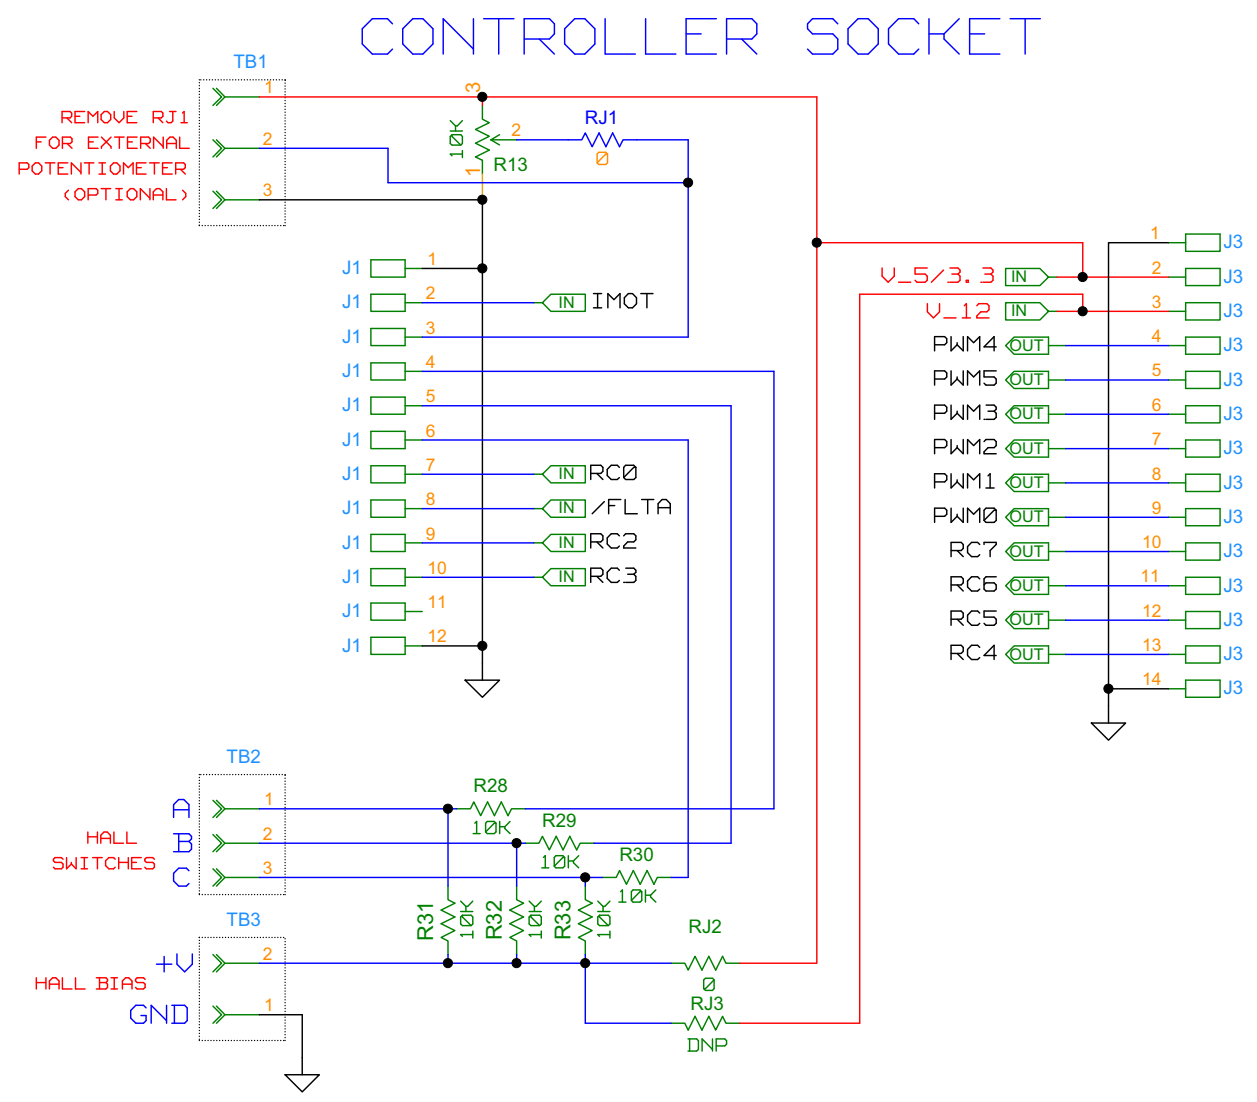 CONTROLLER SOCKET
TB1
1
2
3
REMOVE RJ1
FOR EXTERNAL
POTENTIOMETER
(OPTIONAL)
3
10K
2
1
R13
RJ1
0
J1 1
J1 2 IN IMOT
J1 3
J1 4
J1 5
J1 6
J1 7 IN RC0
J1 8 IN /FLTA
J1 9 IN RC2
J1 10 IN RC3
J1 11
J1 12
1 J3
V_5/3.3 IN 2 J3
V_12 IN 3 J3
PWM4 OUT 4 J3
PWM5 OUT 5 J3
PWM3 OUT 6 J3
PWM2 OUT 7 J3
PWM1 OUT 8 J3
PWM0 OUT 9 J3
RC7 OUT 10 J3
RC6 OUT 11 J3
RC5 OUT 12 J3
RC4 OUT 13 J3
14 J3
TB2
A 1
B 2
C 3
HALL
SWITCHES
R28
10K
R29
10K
R30
10K
R31 10K
R32 10K
R33 10K
TB3
+V 2
HALL BIAS
GND 1
RJ2
0
RJ3
DNP